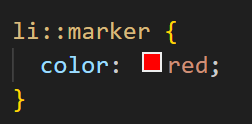 li::marker {
color: red;
}